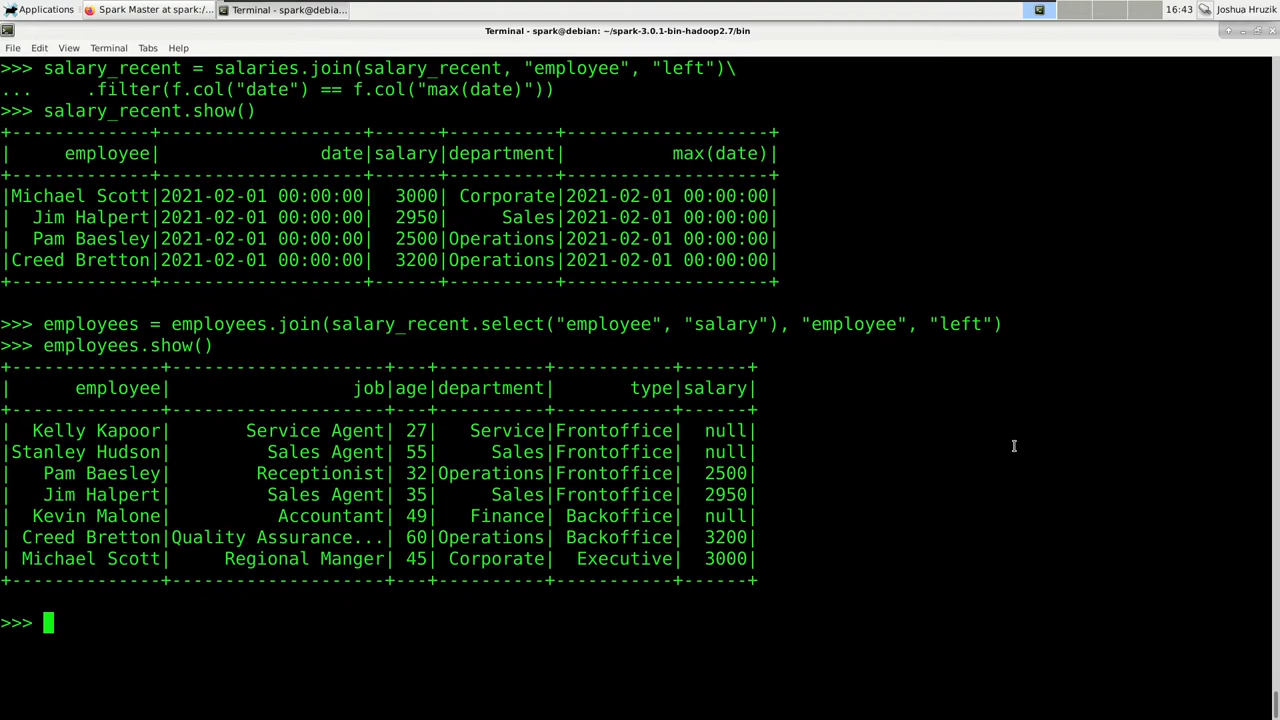 Applications Spark Master at spark:/... Terminal - spark@debia... 16:43 Joshua Hruzik
Terminal - spark@debian: ~/spark-3.0.1-bin-hadoop2.7/bin
File Edit View Terminal Tabs Help
>>> salary_recent = salaries.join(salary_recent, "employee", "left")\
...     .filter(f.col("date") == f.col("max(date)"))
>>> salary_recent.show()
+-------------+-------------------+------+----------+-------------------+
|     employee|               date|salary|department|          max(date)|
+-------------+-------------------+------+----------+-------------------+
|Michael Scott|2021-02-01 00:00:00|  3000| Corporate|2021-02-01 00:00:00|
|  Jim Halpert|2021-02-01 00:00:00|  2950|     Sales|2021-02-01 00:00:00|
|  Pam Baesley|2021-02-01 00:00:00|  2500|Operations|2021-02-01 00:00:00|
|Creed Bretton|2021-02-01 00:00:00|  3200|Operations|2021-02-01 00:00:00|
+-------------+-------------------+------+----------+-------------------+
>>> employees = employees.join(salary_recent.select("employee", "salary"), "employee", "left")
>>> employees.show()
+--------------+--------------------+---+----------+-----------+------+
|      employee|                 job|age|department|       type|salary|
+--------------+--------------------+---+----------+-----------+------+
|  Kelly Kapoor|       Service Agent| 27|   Service|Frontoffice|  null|
|Stanley Hudson|         Sales Agent| 55|     Sales|Frontoffice|  null|
|   Pam Baesley|        Receptionist| 32|Operations|Frontoffice|  2500|
|   Jim Halpert|         Sales Agent| 35|     Sales|Frontoffice|  2950|
|  Kevin Malone|          Accountant| 49|   Finance| Backoffice|  null|
| Creed Bretton|Quality Assurance...| 60|Operations| Backoffice|  3200|
| Michael Scott|     Regional Manger| 45| Corporate|  Executive|  3000|
+--------------+--------------------+---+----------+-----------+------+
>>>